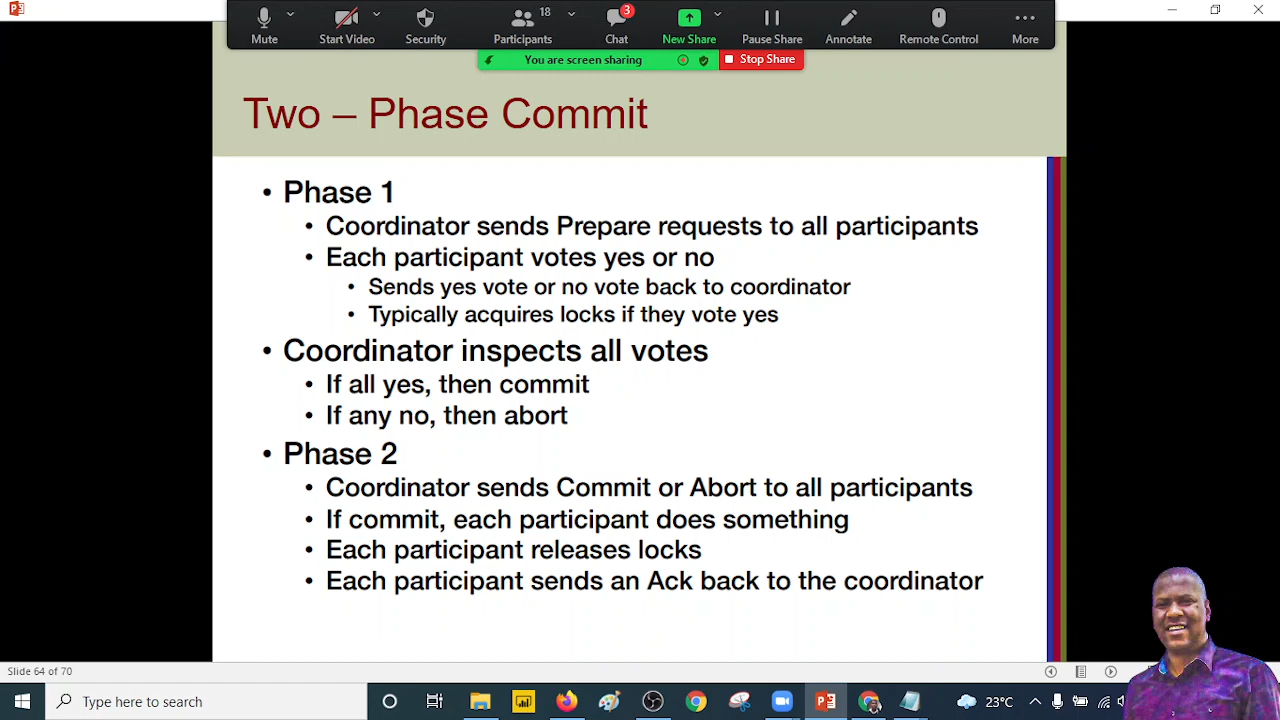 18
3
Mute
Start Video
Security
Participants
Chat
New Share
Pause Share
Annotate
Remote Control
More
You are screen sharing
Stop Share
Two – Phase Commit
• Phase 1
• Coordinator sends Prepare requests to all participants
• Each participant votes yes or no
• Sends yes vote or no vote back to coordinator
• Typically acquires locks if they vote yes
• Coordinator inspects all votes
• If all yes, then commit
• If any no, then abort
• Phase 2
• Coordinator sends Commit or Abort to all participants
• If commit, each participant does something
• Each participant releases locks
• Each participant sends an Ack back to the coordinator
Slide 64 of 70
Type here to search
23°C